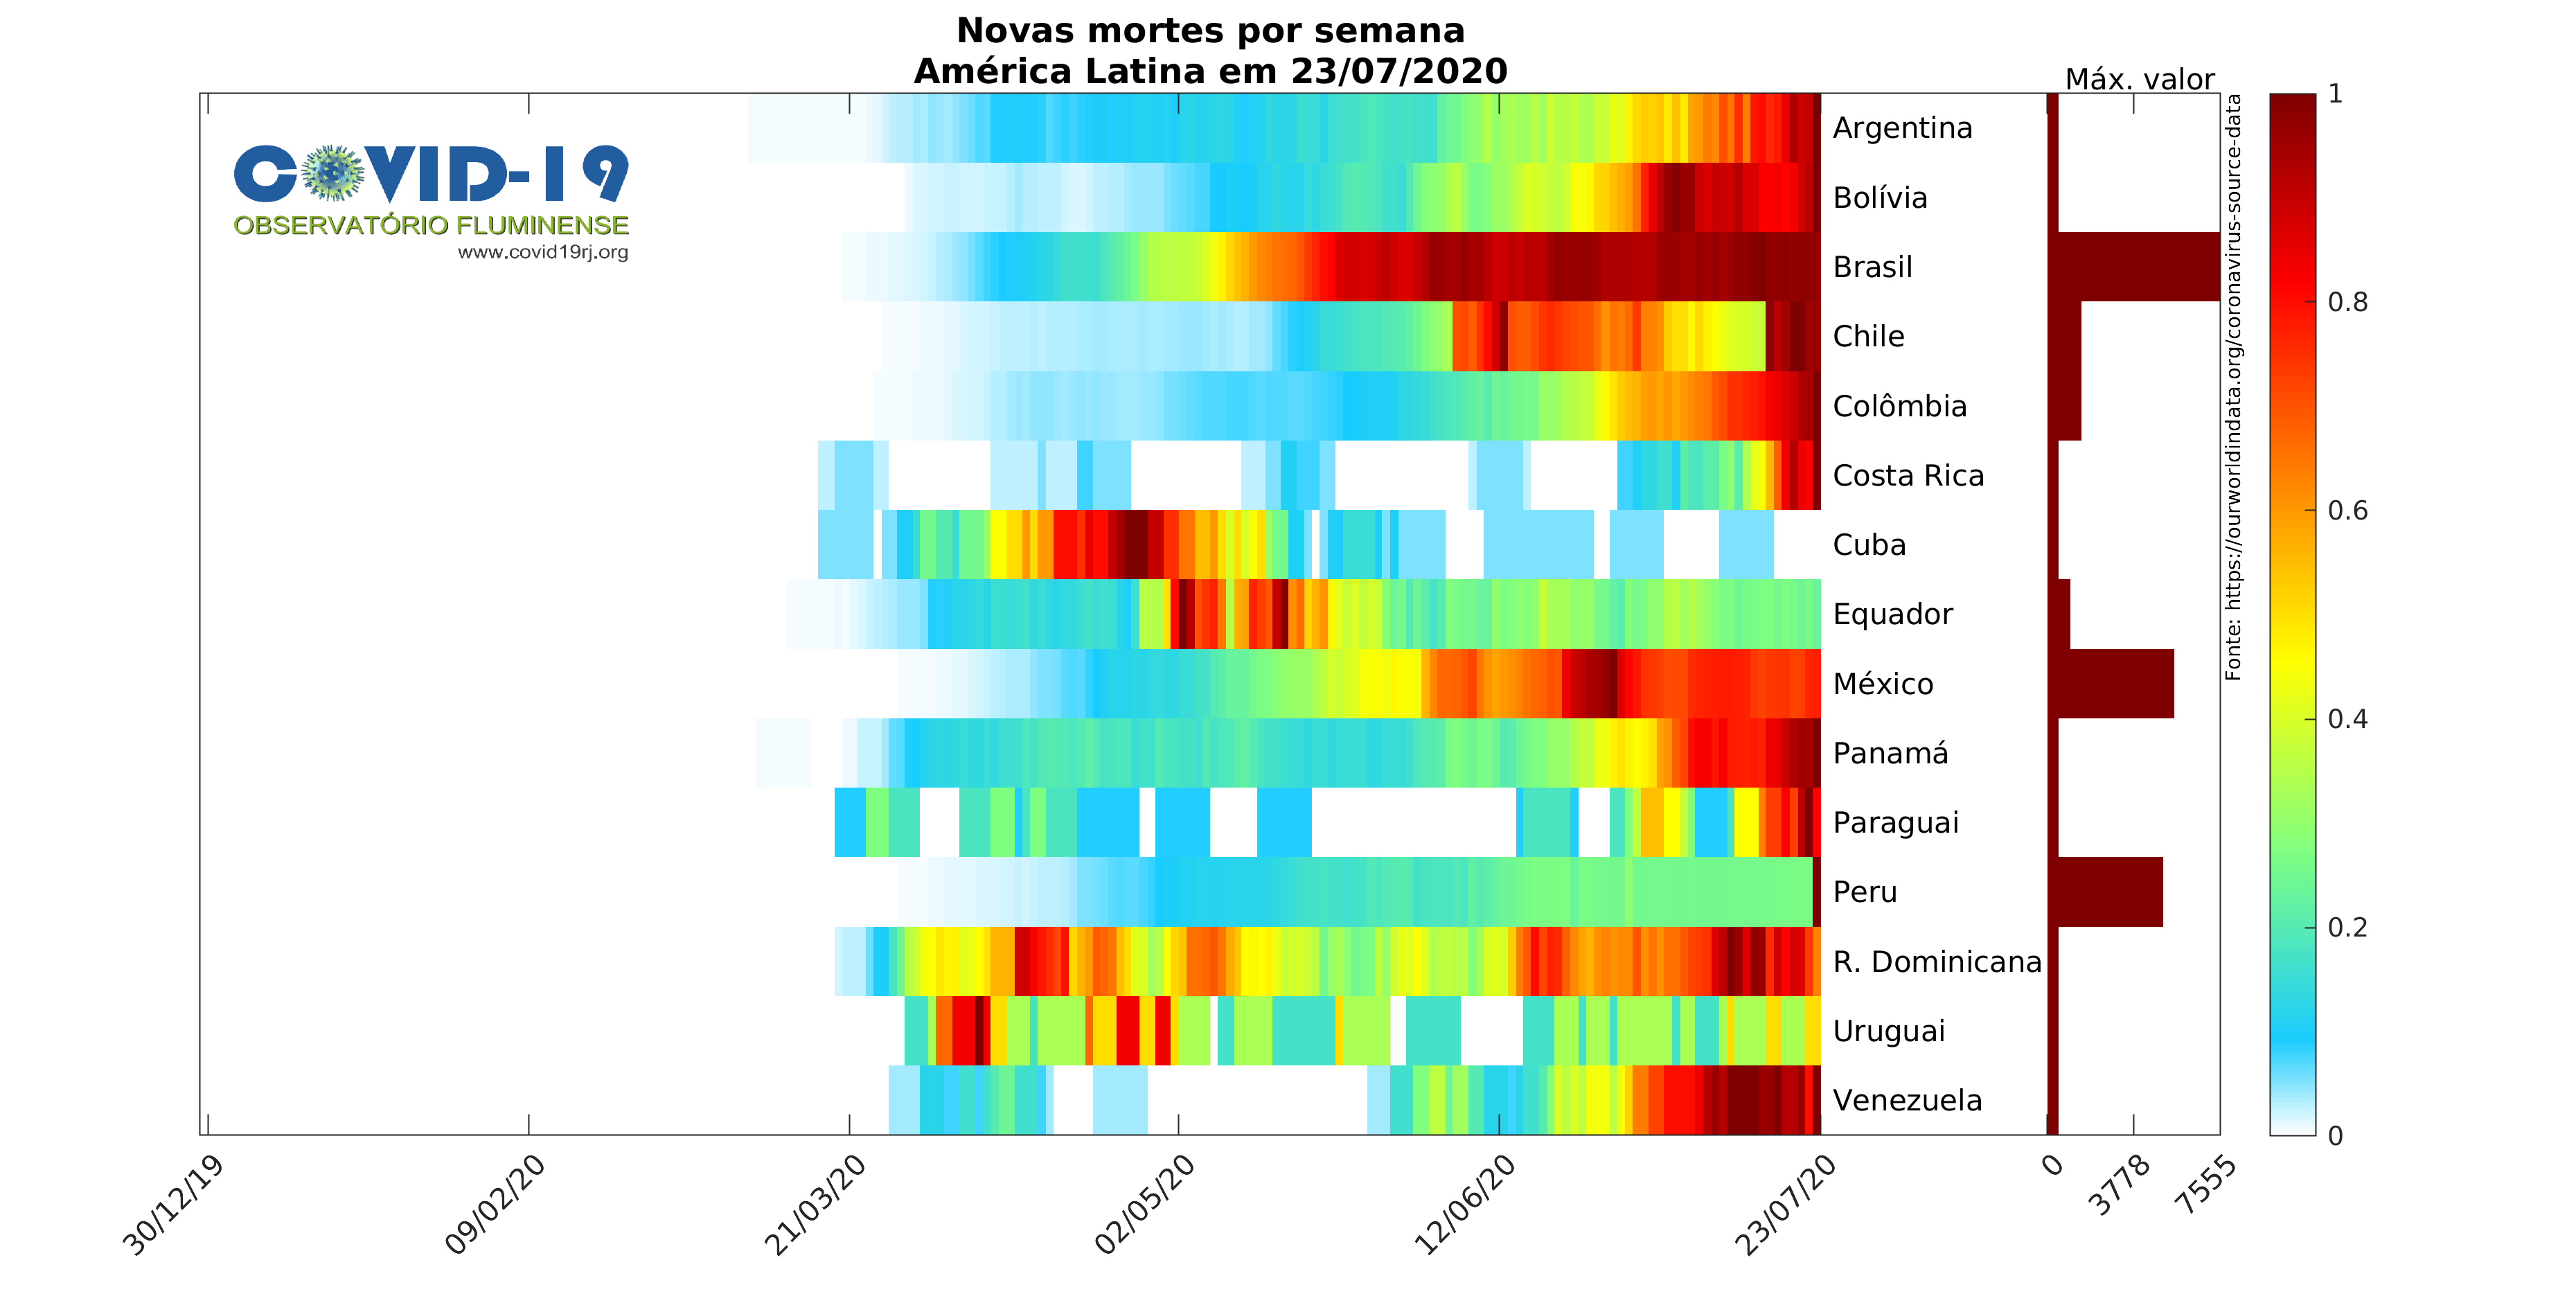 Novas mortes por semana
América Latina em 23/07/2020
Máx. valor
COVID-19
OBSERVATÓRIO FLUMINENSE
www.covid19rj.org
Argentina
Bolívia
Brasil
Chile
Colômbia
Costa Rica
Cuba
Equador
México
Panamá
Paraguai
Peru
R. Dominicana
Uruguai
Venezuela
Fonte: https://ourworldindata.org/coronavirus-source-data
1
0.8
0.6
0.4
0.2
0
30/12/19
09/02/20
21/03/20
02/05/20
12/06/20
23/07/20
0
3778
7555